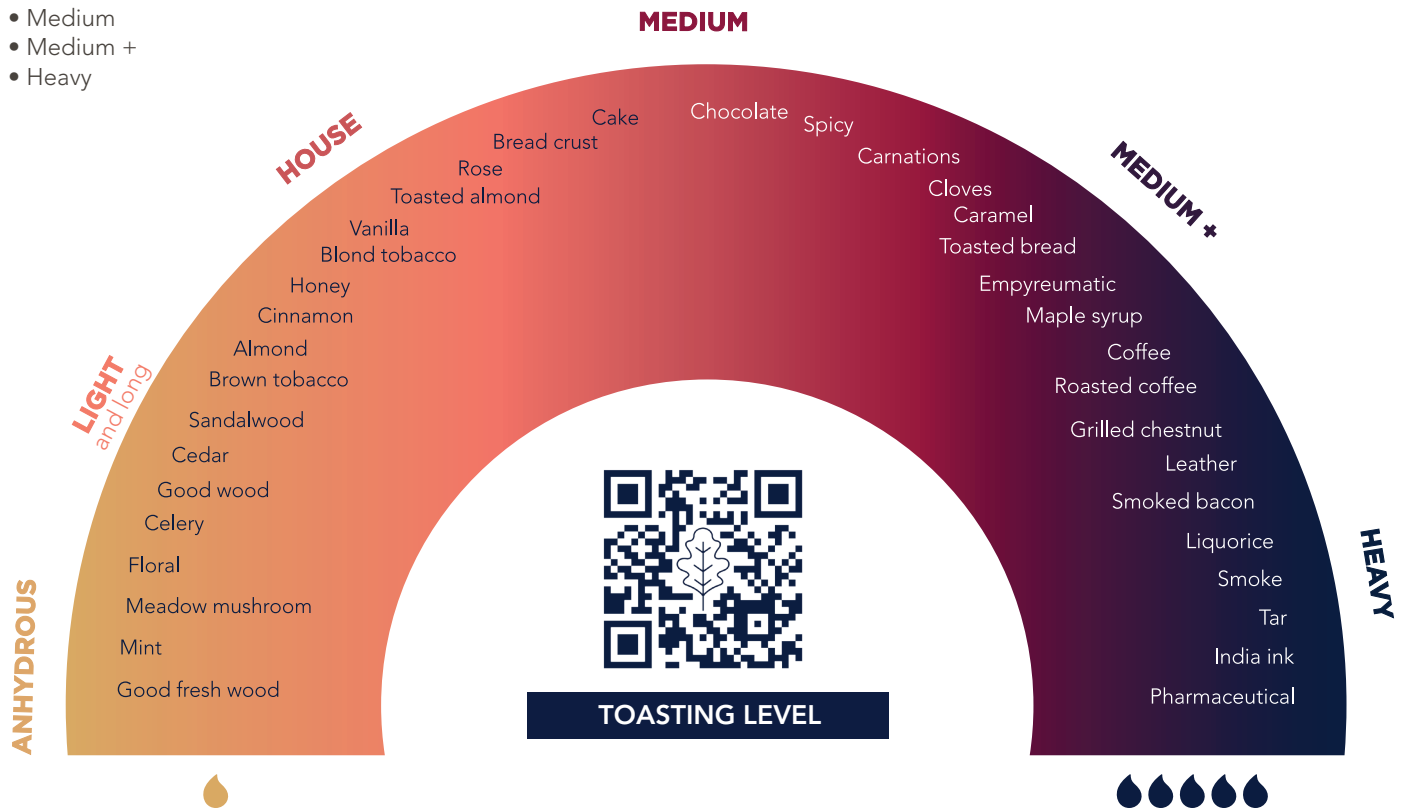 • Medium
• Medium +
• Heavy
MEDIUM
HOUSE
MEDIUM +
LIGHT
and long
ANHYDROUS
HEAVY
Cake
Bread crust
Rose
Toasted almond
Vanilla
Blond tobacco
Honey
Cinnamon
Almond
Brown tobacco
Sandalwood
Cedar
Good wood
Celery
Floral
Meadow mushroom
Mint
Good fresh wood
Chocolate
Spicy
Carnations
Cloves
Caramel
Toasted bread
Empyreumatic
Maple syrup
Coffee
Roasted coffee
Grilled chestnut
Leather
Smoked bacon
Liquorice
Smoke
Tar
India ink
Pharmaceutical
TOASTING LEVEL